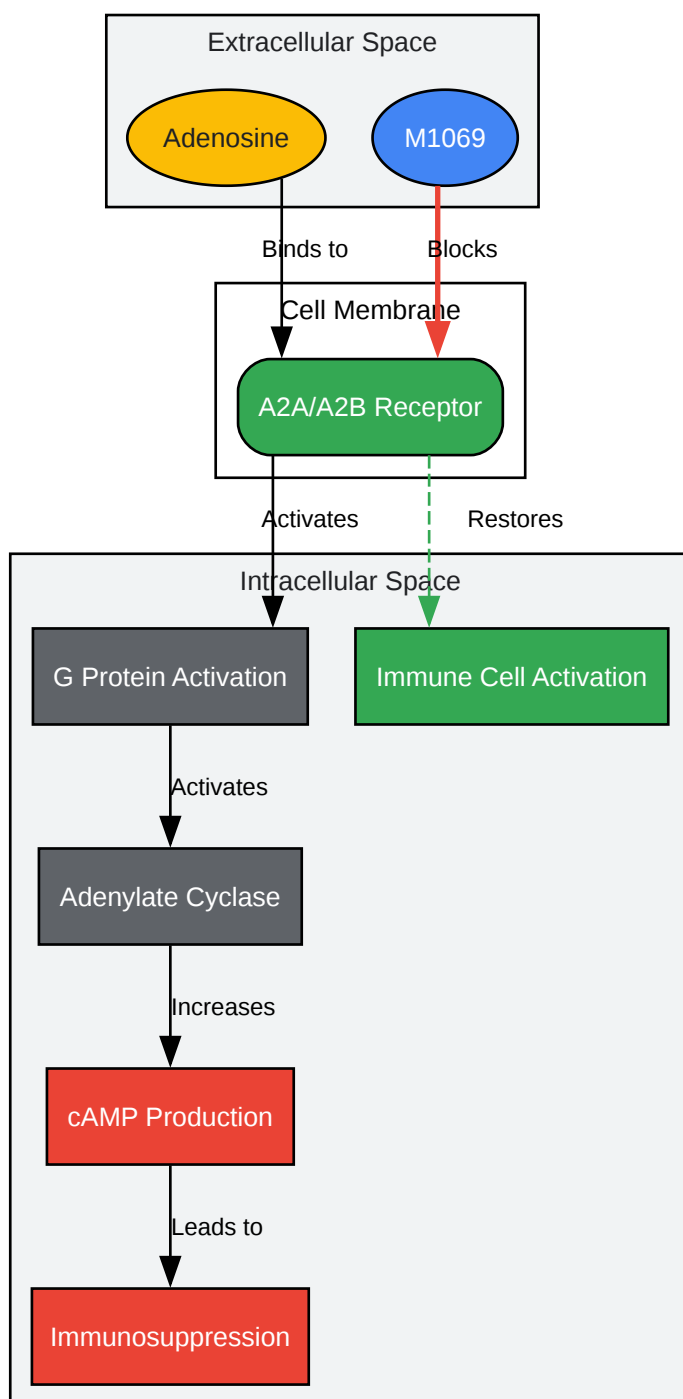 Extracellular Space
Adenosine
M1069
Binds to
Blocks
Cell Membrane
A2A/A2B Receptor
Activates
Restores
Intracellular Space
G Protein Activation
Immune Cell Activation
Activates
Adenylate Cyclase
Increases
cAMP Production
Leads to
Immunosuppression